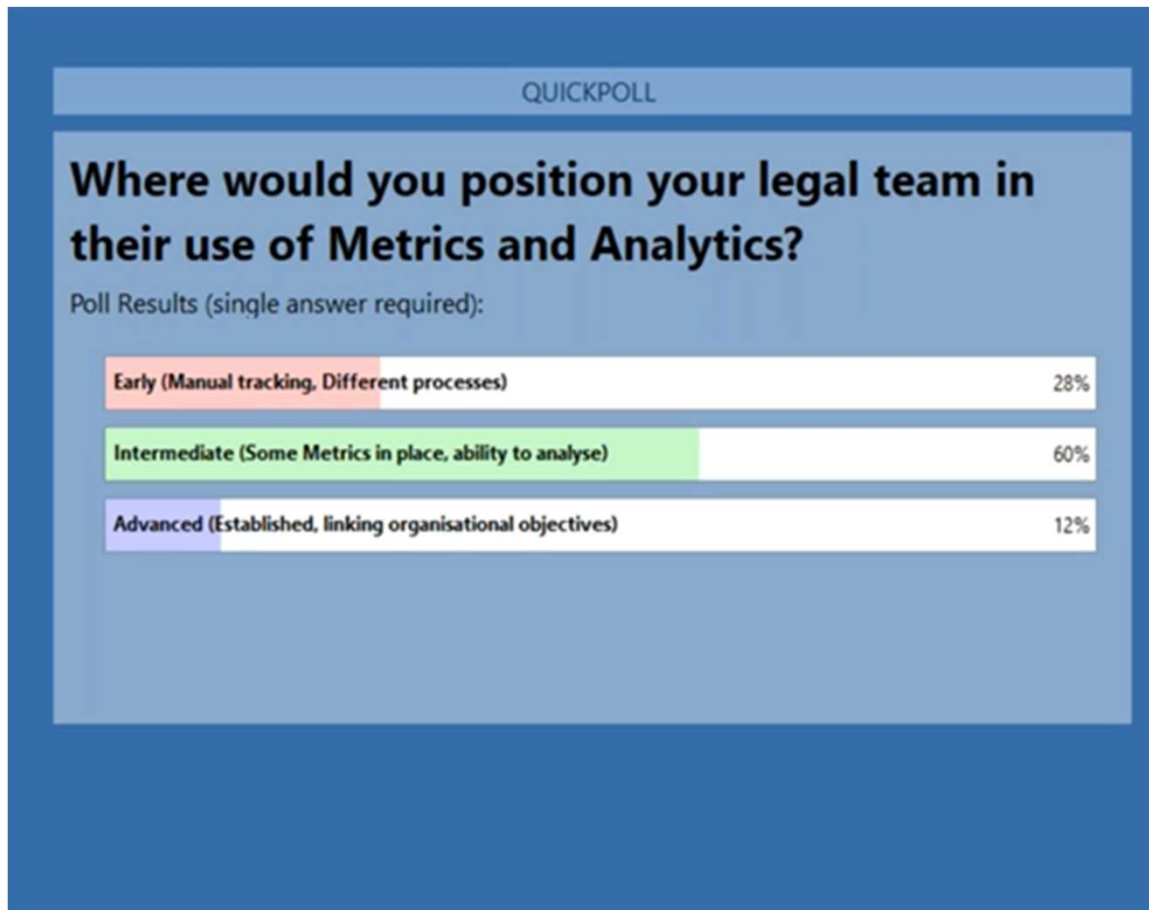 QUICKPOLL
Where would you position your legal team in
their use of Metrics and Analytics?
Poll Results (single answer required):
Early (Manual tracking, Different processes) 28%
Intermediate (Some Metrics in place, ability to analyse) 60%
Advanced (Established, linking organisational objectives) 12%